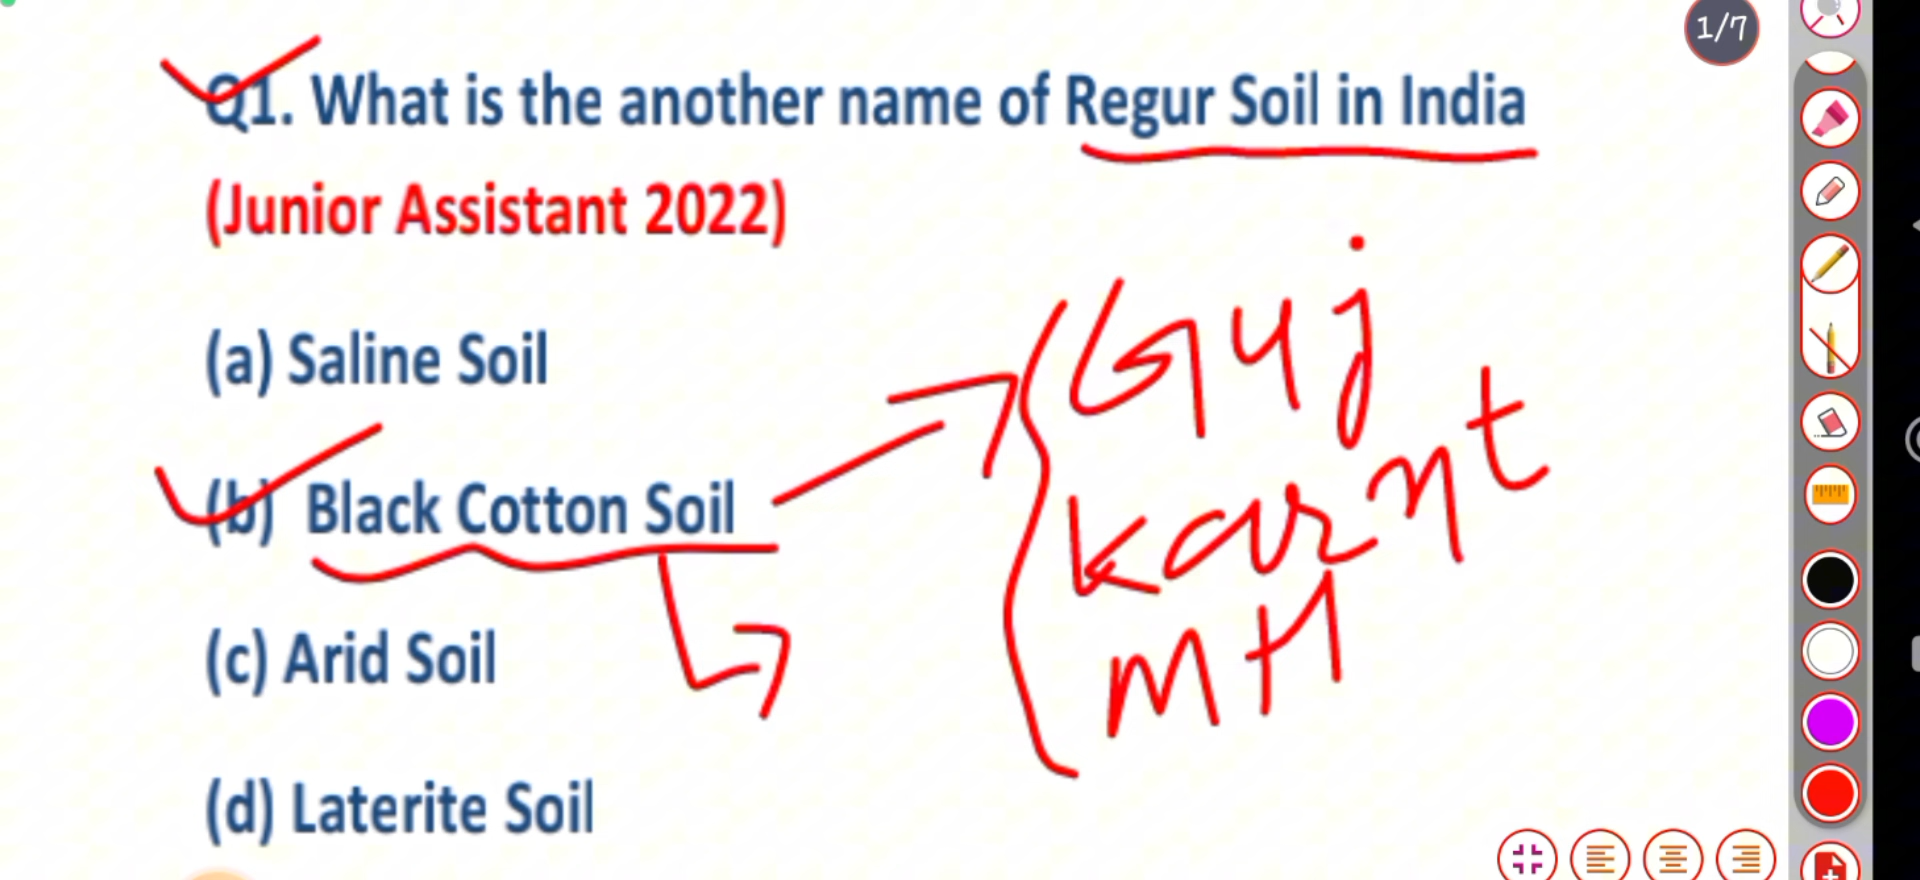 1/7
Q1. What is the another name of Regur Soil in India
(Junior Assistant 2022)
(a) Saline Soil
(b) Black Cotton Soil
(c) Arid Soil
(d) Laterite Soil
Guj
karnt
MH